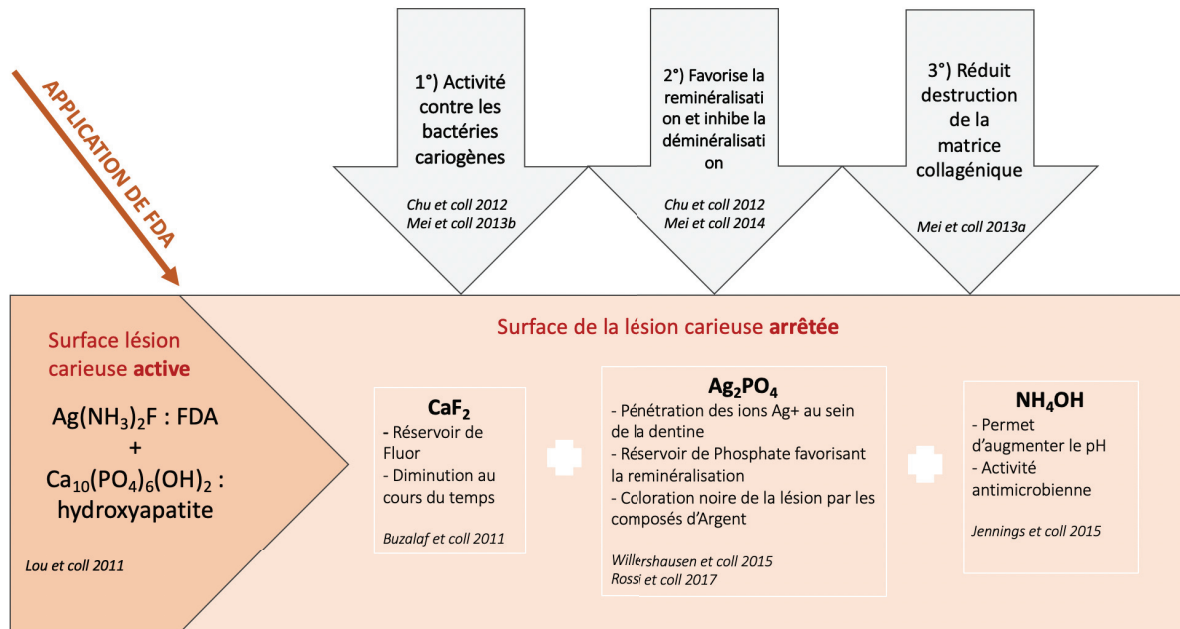 APPLICATION DE FDA
1°) Activité
contre les
bactéries
cariogènes
Chu et coll 2012
Mei et coll 2013b
2°) Favorise la
reminéralisati
on et inhibe la
déminéralisati
on
Chu et coll 2012
Mei et coll 2014
3°) Réduit
destruction
de la
matrice
collagénique
Mei et coll 2013a
Surface lésion
carieuse active
Ag(NH₃)₂F : FDA
+
Ca₁₀(PO₄)₆(OH)₂ :
hydroxyapatite
Lou et coll 2011
Surface de la lésion carieuse arrêtée
CaF₂
- Réservoir de
Fluor
- Diminution au
cours du temps
Buzalaf et coll 2011
Ag₂PO₄
- Pénétration des ions Ag+ au sein
de la dentine
- Réservoir de Phosphate favorisant
la reminéralisation
- Coloration noire de la lésion par les
composés d'Argent
Willershausen et coll 2015
Rossi et coll 2017
NH₄OH
- Permet
d'augmenter le pH
- Activité
antimicrobienne
Jennings et coll 2015